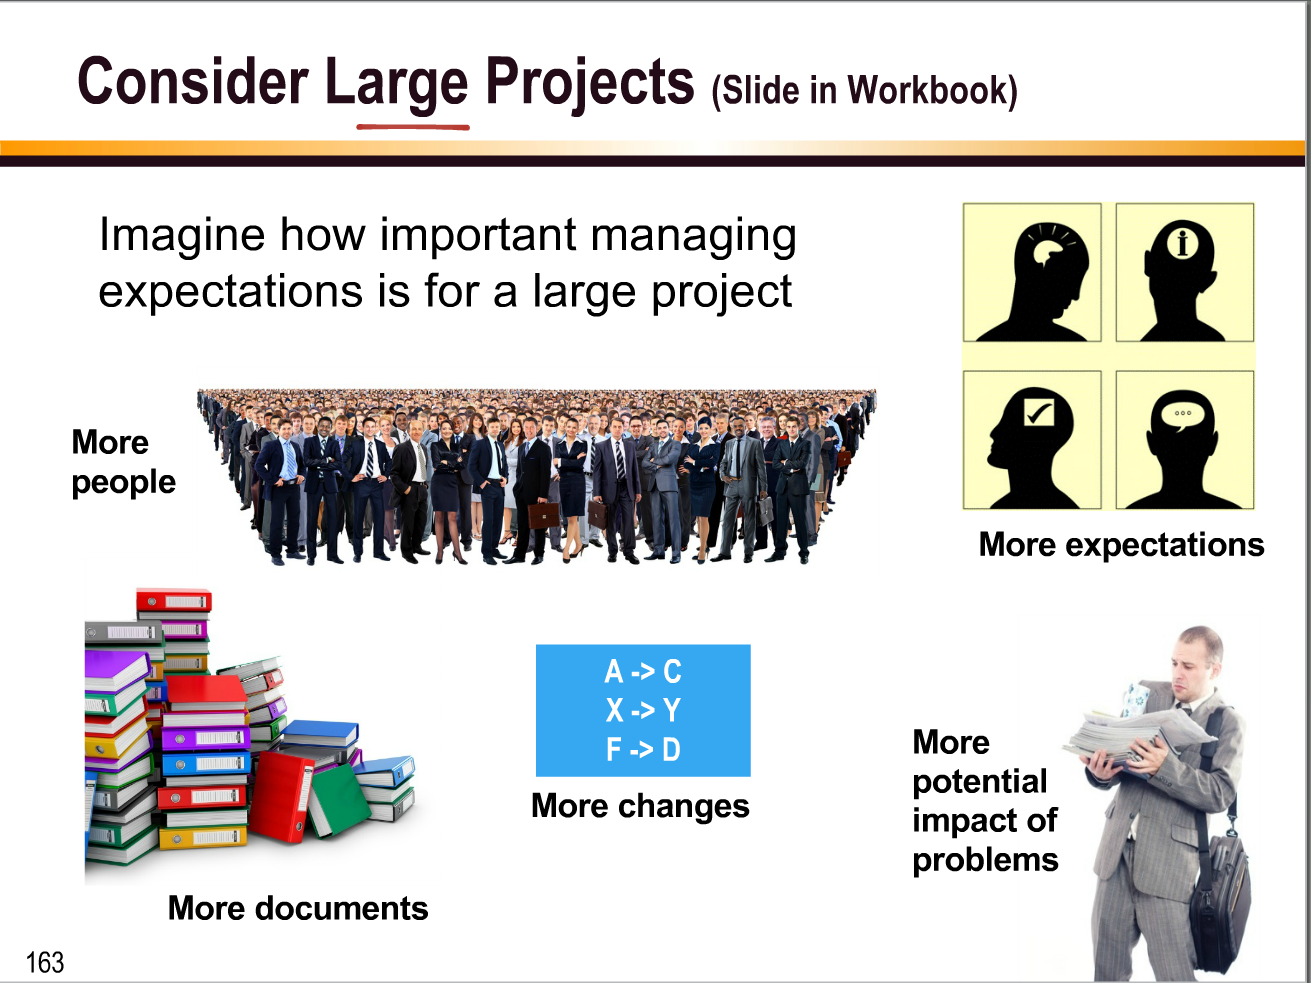 Consider Large Projects (Slide in Workbook)
Imagine how important managing
expectations is for a large project
More
people
More expectations
A -> C
X -> Y
F -> D
More changes
More
potential
impact of
problems
More documents
163